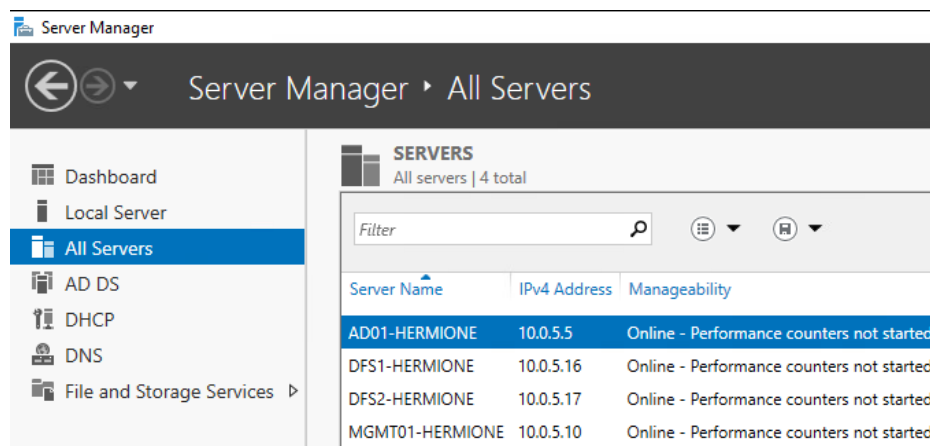 Server Manager
Server Manager ‣ All Servers
Dashboard
Local Server
All Servers
AD DS
DHCP
DNS
File and Storage Services
SERVERS
All servers | 4 total
Filter
Server Name IPv4 Address Manageability
AD01-HERMIONE 10.0.5.5 Online - Performance counters not started
DFS1-HERMIONE 10.0.5.16 Online - Performance counters not started
DFS2-HERMIONE 10.0.5.17 Online - Performance counters not started
MGMT01-HERMIONE 10.0.5.10 Online - Performance counters not started